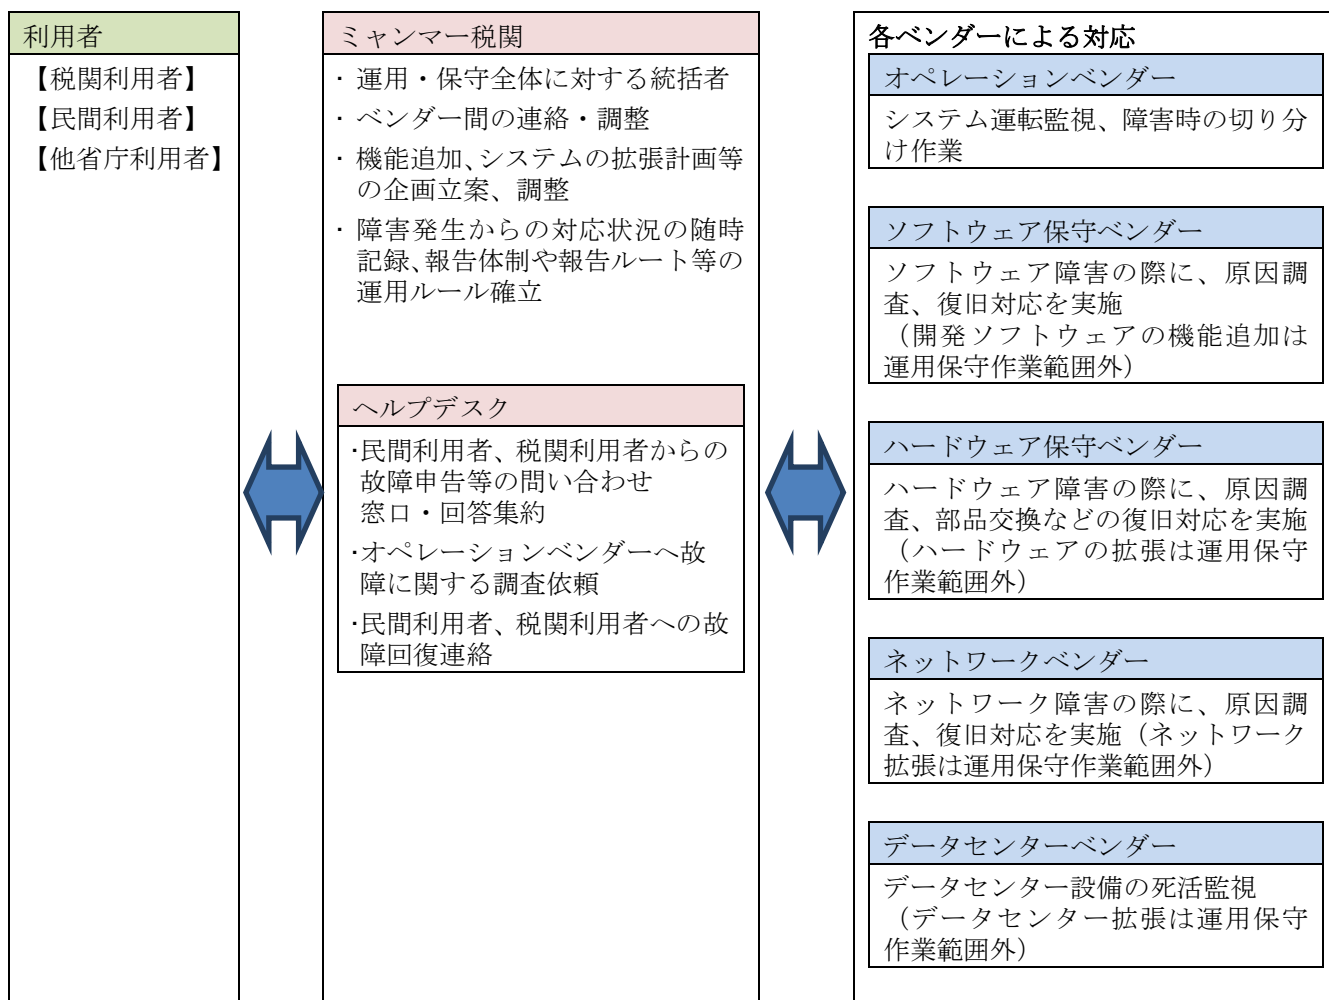 利用者
【税関利用者】
【民間利用者】
【他省庁利用者】
ミャンマー税関
・運用・保守全体に対する統括者
・ベンダー間の連絡・調整
・機能追加、システムの拡張計画等
の企画立案、調整
・障害発生からの対応状況の随時
記録、報告体制や報告ルート等の
運用ルール確立
ヘルプデスク
・民間利用者、税関利用者からの
故障申告等の問い合わせ
窓口・回答集約
・オペレーションベンダーへ故
障に関する調査依頼
・民間利用者、税関利用者への故
障回復連絡
各ベンダーによる対応
オペレーションベンダー
システム運転監視、障害時の切り分
け作業
ソフトウェア保守ベンダー
ソフトウェア障害の際に、原因調
査、復旧対応を実施
（開発ソフトウェアの機能追加は
運用保守作業範囲外）
ハードウェア保守ベンダー
ハードウェア障害の際に、原因調
査、部品交換などの復旧対応を実施
（ハードウェアの拡張は運用保守
作業範囲外）
ネットワークベンダー
ネットワーク障害の際に、原因調
査、復旧対応を実施（ネットワーク
拡張は運用保守作業範囲外）
データセンターベンダー
データセンター設備の死活監視
（データセンター拡張は運用保守
作業範囲外）